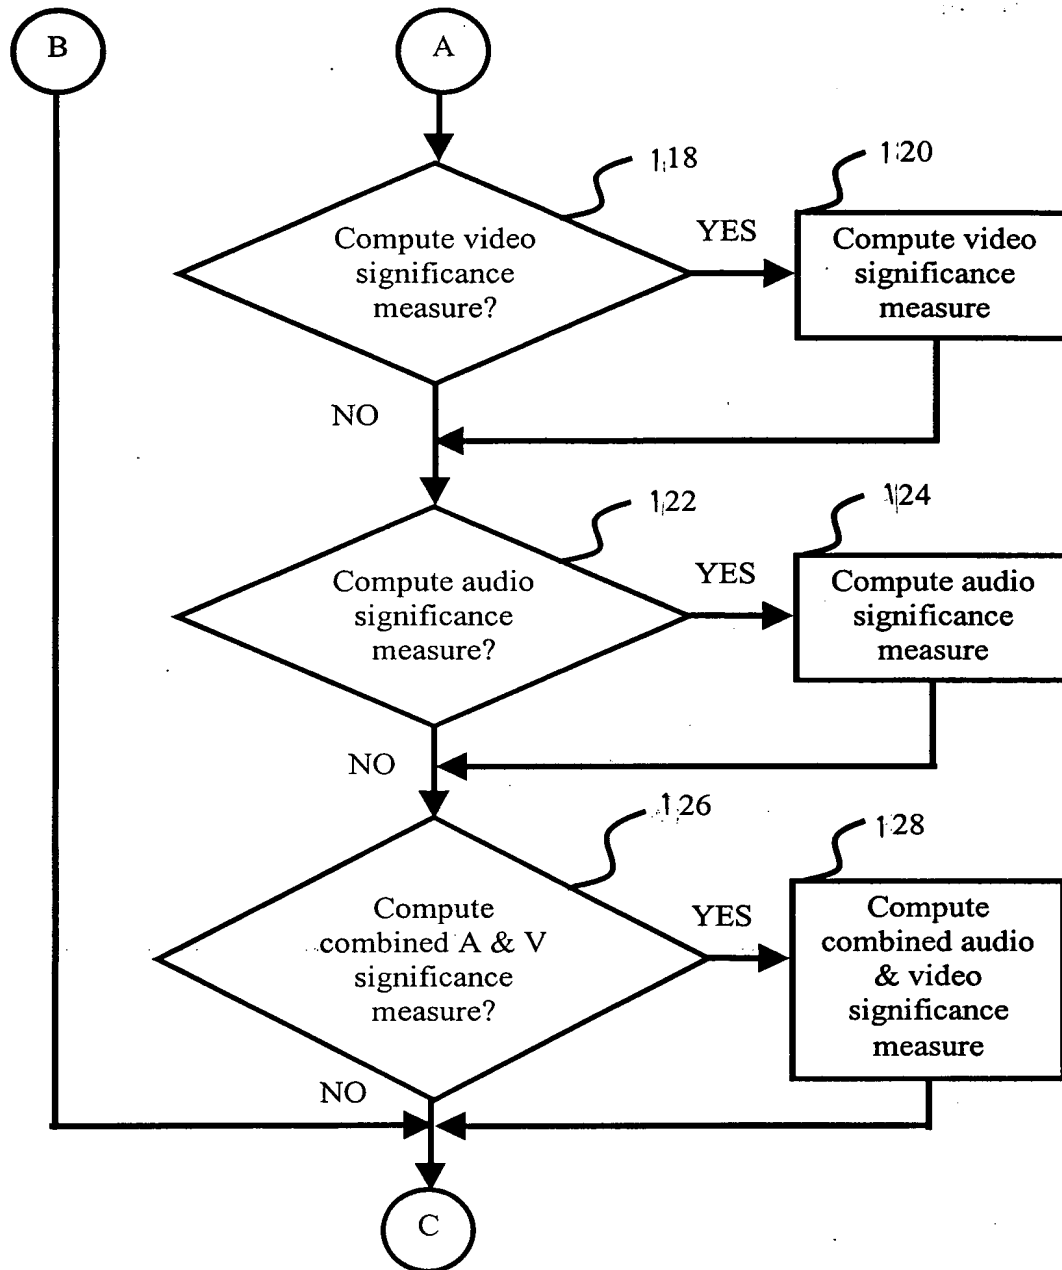 B
A
118
120
Compute video
significance
measure?
YES
Compute video
significance
measure
NO
122
124
Compute audio
significance
measure?
YES
Compute audio
significance
measure
NO
126
128
Compute
combined A & V
significance
measure?
YES
Compute
combined audio
& video
significance
measure
NO
C